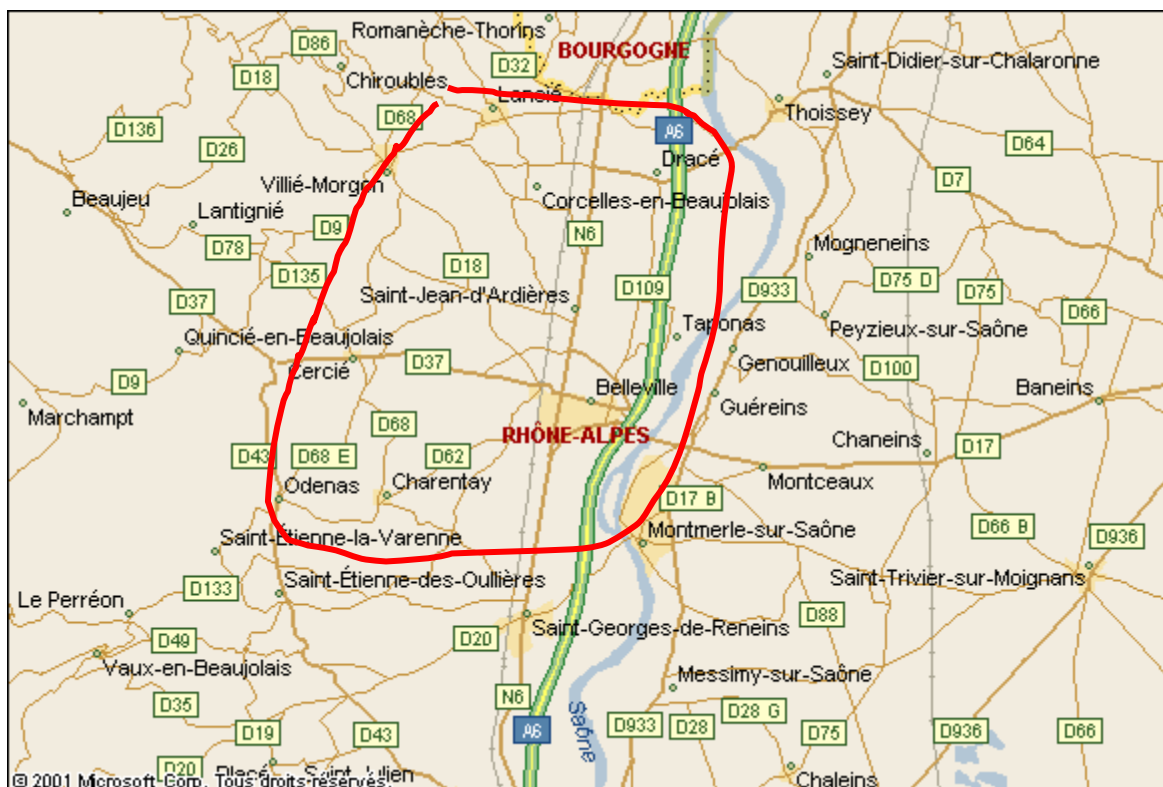 Romanèche-Thorins
D86
BOURGOGNE
Chiroubles
D32
Saint-Didier-sur-Chalaronne
D18
Lancié
Thoissey
D68
D136
A6
D64
D26
Dracé
Villié-Morgon
D7
Beaujeu
Corcelles-en-Beaujolais
Lantignié
D9
N6
D78
Mogneneins
D18
D135
D75 D
Saint-Jean-d'Ardières
D109
D933
D75
D37
D66
Taponas
Peyzieux-sur-Saône
Quincié-en-Beaujolais
Cercié
D37
Genouilleux
D100
D9
Belleville
Baneins
Marchampt
Guéreins
D68
RHÔNE-ALPES
Chaneins
D43
D68 E
D62
D17
Odenas
Charentay
Montceaux
D17 B
Saint-Étienne-la-Varenne
Montmerle-sur-Saône
D66 B
D936
Saint-Étienne-des-Oullières
Saint-Trivier-sur-Moignans
D133
Le Perréon
D88
Saint-Georges-de-Reneins
D49
D20
Vaux-en-Beaujolais
Messimy-sur-Saône
N6
D35
D28 G
Saône
D933
D28
D19
D43
A6
D75
D936
D66
D20
Placé
Saint-Julien
Chaleins
© 2001 Microsoft Corp. Tous droits réservés.